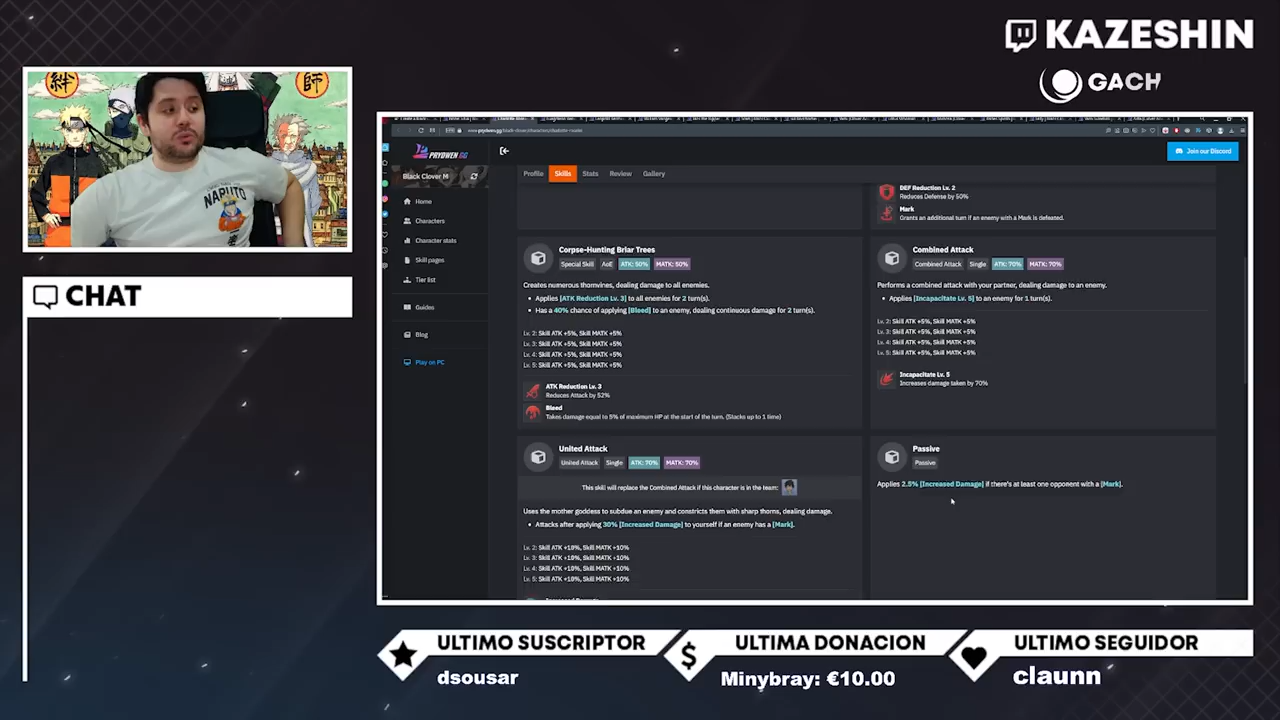 KAZESHIN
GACH
絆
師
NARUTO
CHAT
PRYDWEN GG
Join our Discord
Black Clover M
Profile
Skills
Stats
Review
Gallery
Home
Characters
Character stats
Skill pages
Tier list
Guides
Blog
Play on PC
DEF Reduction Lv. 2
Reduces Defense by 50%
Mark
Grants an additional turn if an enemy with a Mark is defeated.
Corpse-Hunting Briar Trees
Special Skill AoE ATK: 50% MATK: 50%
Creates numerous thornvines, dealing damage to all enemies.
• Applies [ATK Reduction Lv. 3] to all enemies for 2 turn(s).
• Has a 40% chance of applying [Bleed] to an enemy, dealing continuous damage for 2 turn(s).
Lv. 2: Skill ATK +5%, Skill MATK +5%
Lv. 3: Skill ATK +5%, Skill MATK +5%
Lv. 4: Skill ATK +5%, Skill MATK +5%
Lv. 5: Skill ATK +5%, Skill MATK +5%
ATK Reduction Lv. 3
Reduces Attack by 52%
Bleed
Takes damage equal to 5% of maximum HP at the start of the turn. (Stacks up to 1 time)
Combined Attack
Combined Attack Single ATK: 70% MATK: 70%
Performs a combined attack with your partner, dealing damage to an enemy.
• Applies [Incapacitate Lv. 5] to an enemy for 1 turn(s).
Lv. 2: Skill ATK +5%, Skill MATK +5%
Lv. 3: Skill ATK +5%, Skill MATK +5%
Lv. 4: Skill ATK +5%, Skill MATK +5%
Lv. 5: Skill ATK +5%, Skill MATK +5%
Incapacitate Lv. 5
Increases damage taken by 70%
United Attack
United Attack Single ATK: 70% MATK: 70%
This skill will replace the Combined Attack if this character is in the team:
Uses the mother goddess to subdue an enemy and constricts them with sharp thorns, dealing damage.
• Attacks after applying 30% [Increased Damage] to yourself if an enemy has a [Mark].
Lv. 2: Skill ATK +10%, Skill MATK +10%
Lv. 3: Skill ATK +10%, Skill MATK +10%
Lv. 4: Skill ATK +10%, Skill MATK +10%
Lv. 5: Skill ATK +10%, Skill MATK +10%
Passive
Passive
Applies 2.5% [Increased Damage] if there's at least one opponent with a [Mark].
ULTIMO SUSCRIPTOR
dsousar
ULTIMA DONACION
Minybray: €10.00
ULTIMO SEGUIDOR
claunn